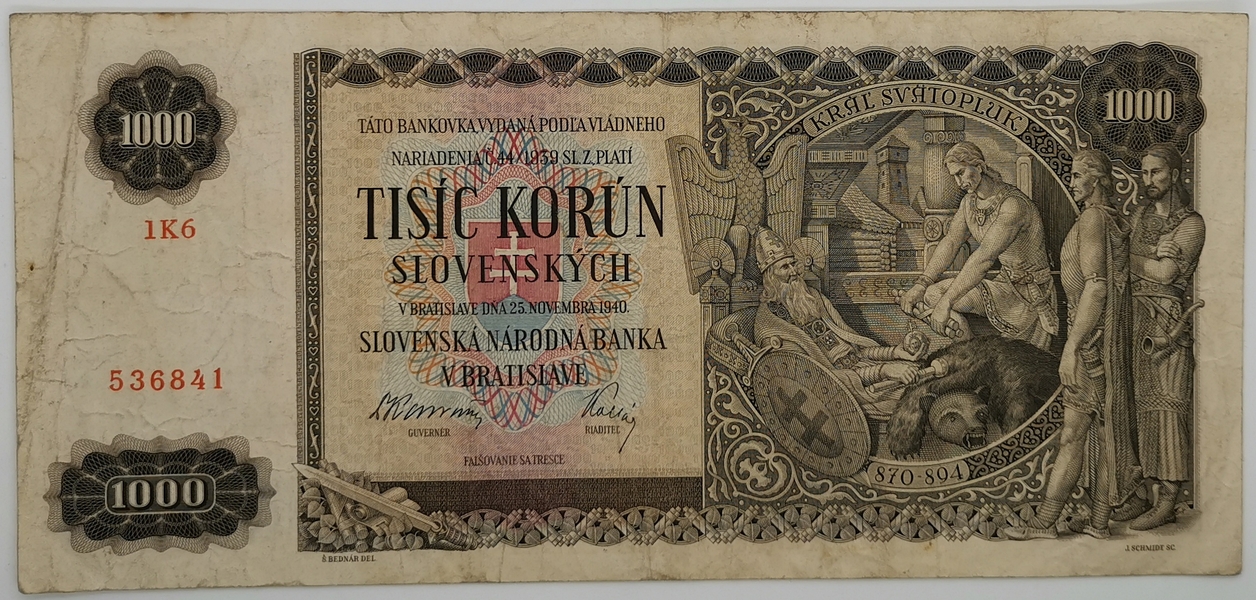 1000
1K6
536841
1000
TÁTO BANKOVKA, VYDANÁ PODĽA VLÁDNEHO
NARIADENIA Č. 44/1939 SL. Z. PLATÍ
TISÍC KORÚN
SLOVENSKÝCH
V BRATISLAVE DŇA 25. NOVEMBRA 1940.
SLOVENSKÁ NÁRODNÁ BANKA
V BRATISLAVE
GUVERNÉR
RIADITEĽ
FALŠOVANIE SA TRESCE
KRÁĽ SVÄTOPLUK
1000
870-894
Š. BEDNÁR DEL.
J. SCHMIDT SC.